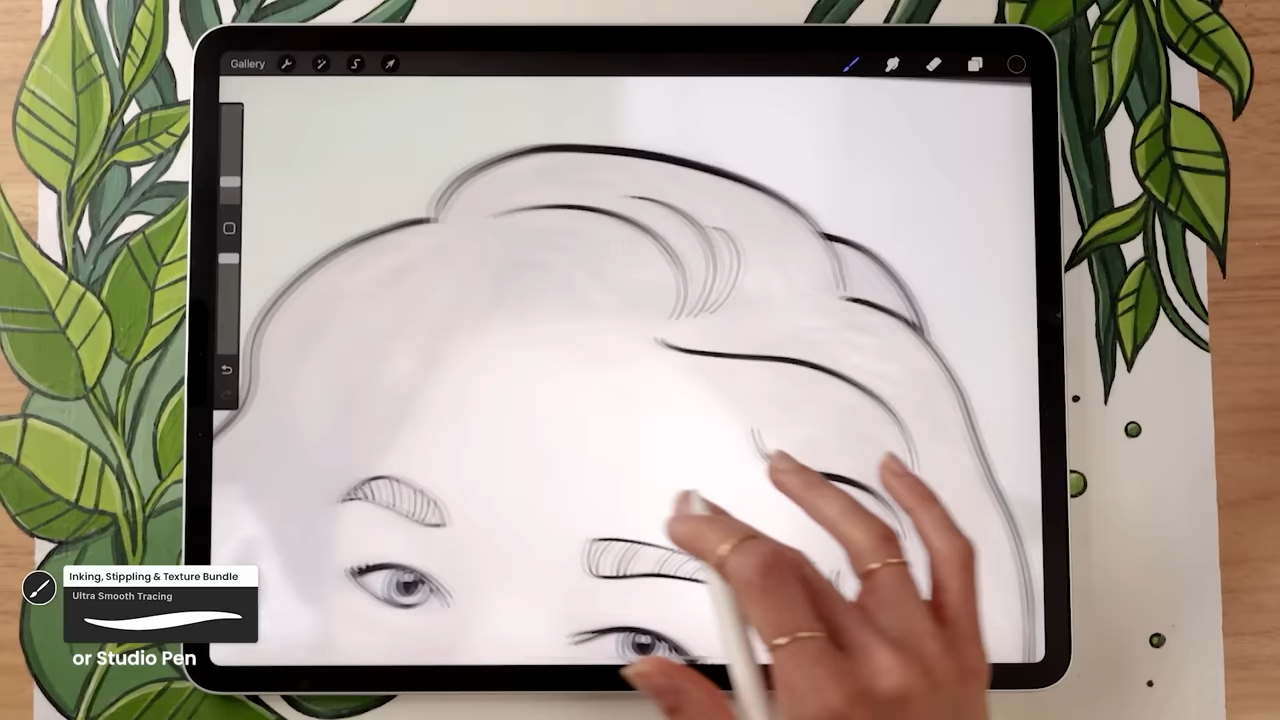 Gallery
Inking, Stippling & Texture Bundle
Ultra Smooth Tracing
or Studio Pen